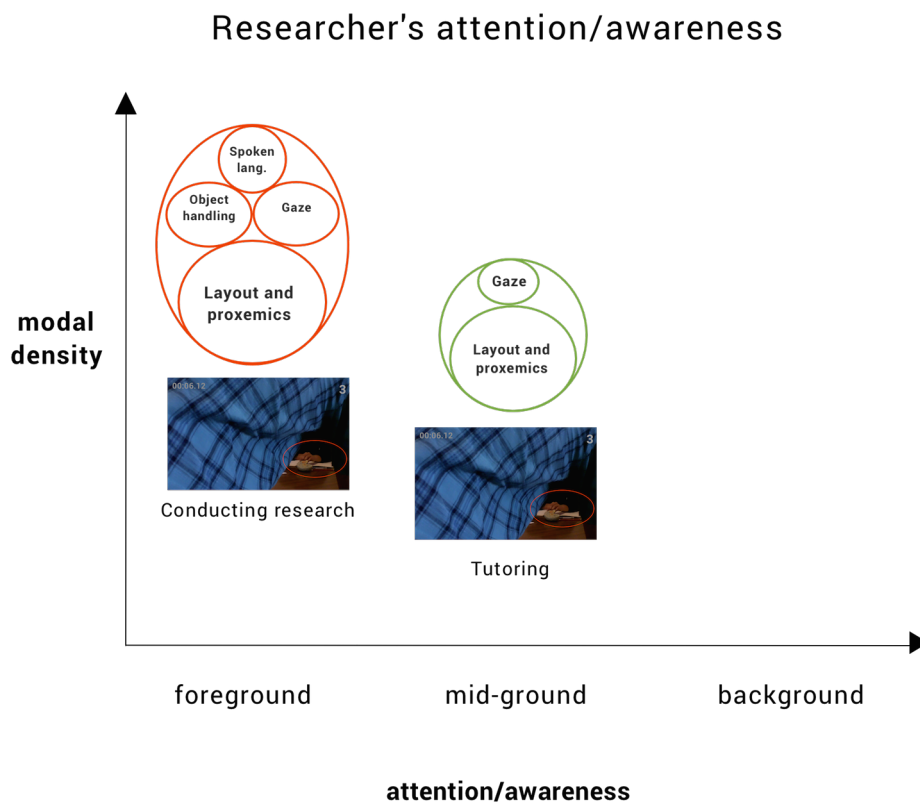 Researcher's attention/awareness
Spoken
lang.
Object
handling
Gaze
Layout and
proxemics
Gaze
Layout and
proxemics
modal
density
00:06.12
3
Conducting research
00:06.12
3
Tutoring
foreground
mid-ground
background
attention/awareness